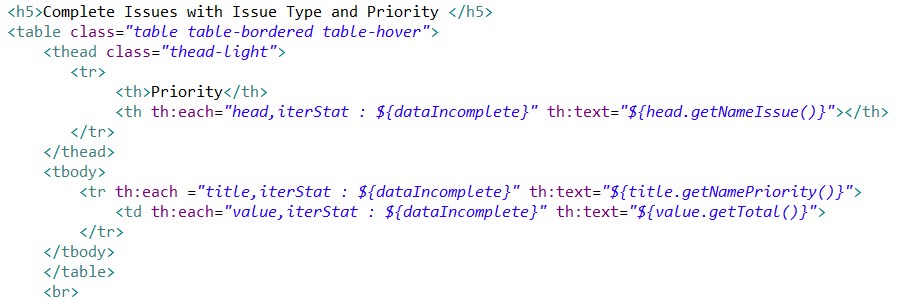 <h5>Complete Issues with Issue Type and Priority </h5>
<table class="table table-bordered table-hover">
<thead class="thead-light">
<tr>
<th>Priority</th>
<th th:each="head,iterStat : ${dataIncomplete}" th:text="${head.getNameIssue()}"></th>
</tr>
</thead>
<tbody>
<tr th:each ="title,iterStat : ${dataIncomplete}" th:text="${title.getNamePriority()}">
<td th:each="value,iterStat : ${dataIncomplete}" th:text="${value.getTotal()}">
</tr>
</tbody>
</table>
<br>